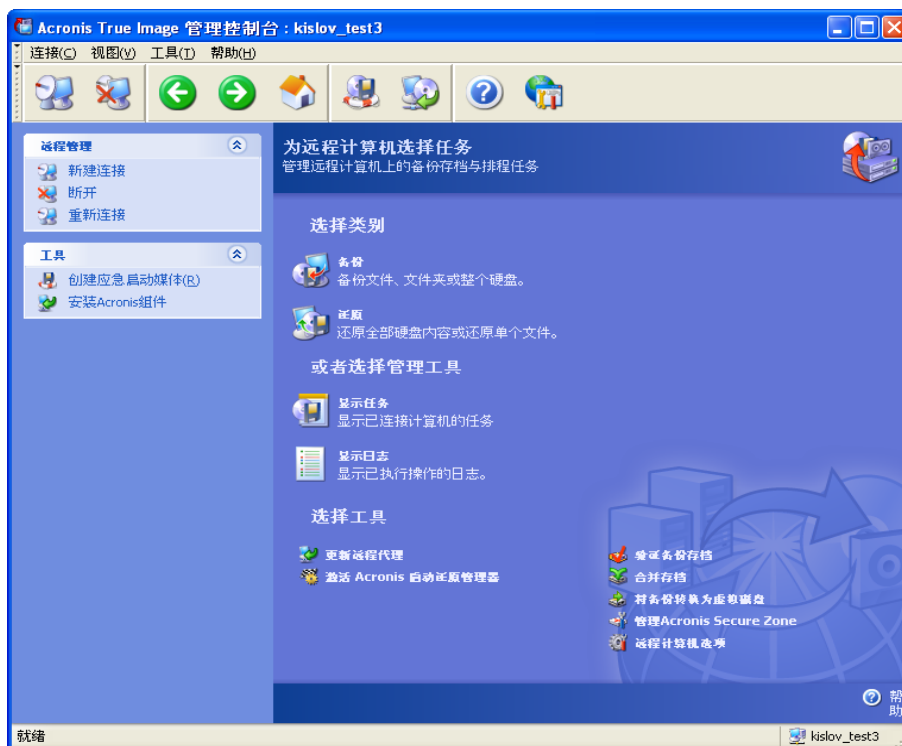 Acronis True Image 管理控制台 : kislov_test3
连接(C) 视图(V) 工具(T) 帮助(H)
远程管理
新建连接
断开
重新连接
工具
创建应急启动媒体(R)
安装Acronis组件
为远程计算机选择任务
管理远程计算机上的备份存档与排程任务
选择类别
备份
备份文件、文件夹或整个硬盘。
还原
还原全部硬盘内容或还原单个文件。
或者选择管理工具
显示任务
显示已连接计算机的任务
显示日志
显示已执行操作的日志。
选择工具
更新远程代理
激活 Acronis 启动还原管理器
验证备份存档
合并存档
将备份转换为虚拟磁盘
管理Acronis Secure Zone
远程计算机选项
帮助
就绪
kislov_test3